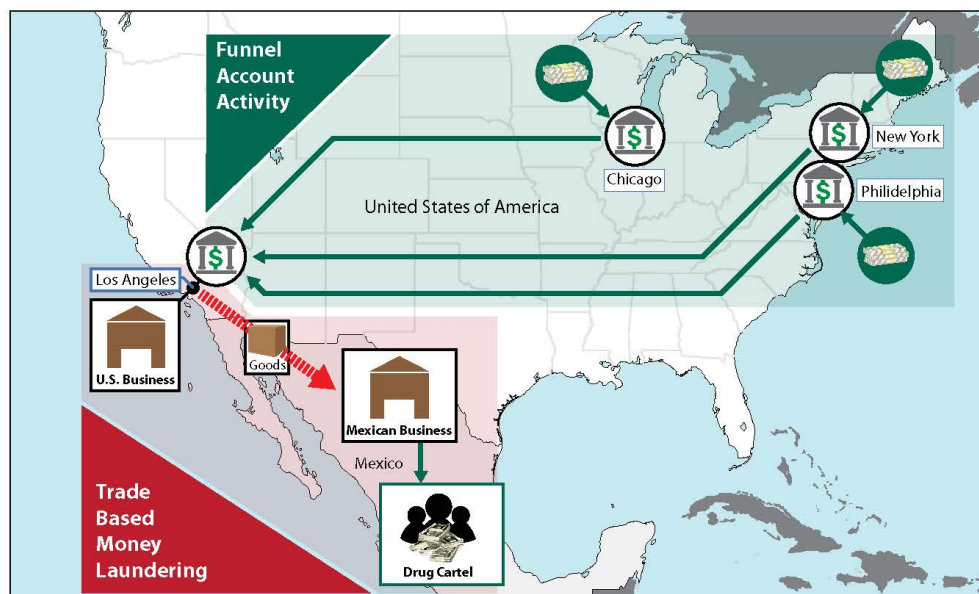 Funnel
Account
Activity
New York
Chicago
Philidelphia
United States of America
Los Angeles
U.S. Business
Goods
Mexican Business
Mexico
Drug Cartel
Trade
Based
Money
Laundering